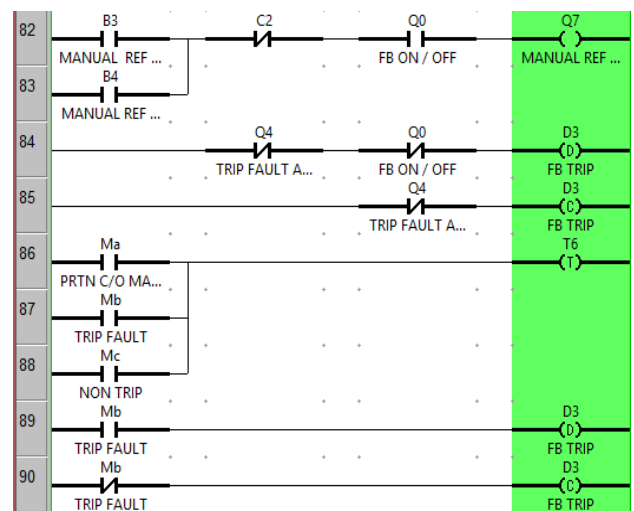 B3 C2 Q0 Q7
82
MANUAL REF ... FB ON / OFF MANUAL REF ...
B4
83
MANUAL REF ...
Q4 Q0 D3
84 (D)
TRIP FAULT A... FB ON / OFF FB TRIP
Q4 D3
85 (C)
TRIP FAULT A... FB TRIP
Ma T6
86 (T)
PRTN C/O MA...
Mb
87
TRIP FAULT
Mc
88
NON TRIP
Mb D3
89 (D)
TRIP FAULT FB TRIP
Mb D3
90 (C)
TRIP FAULT FB TRIP